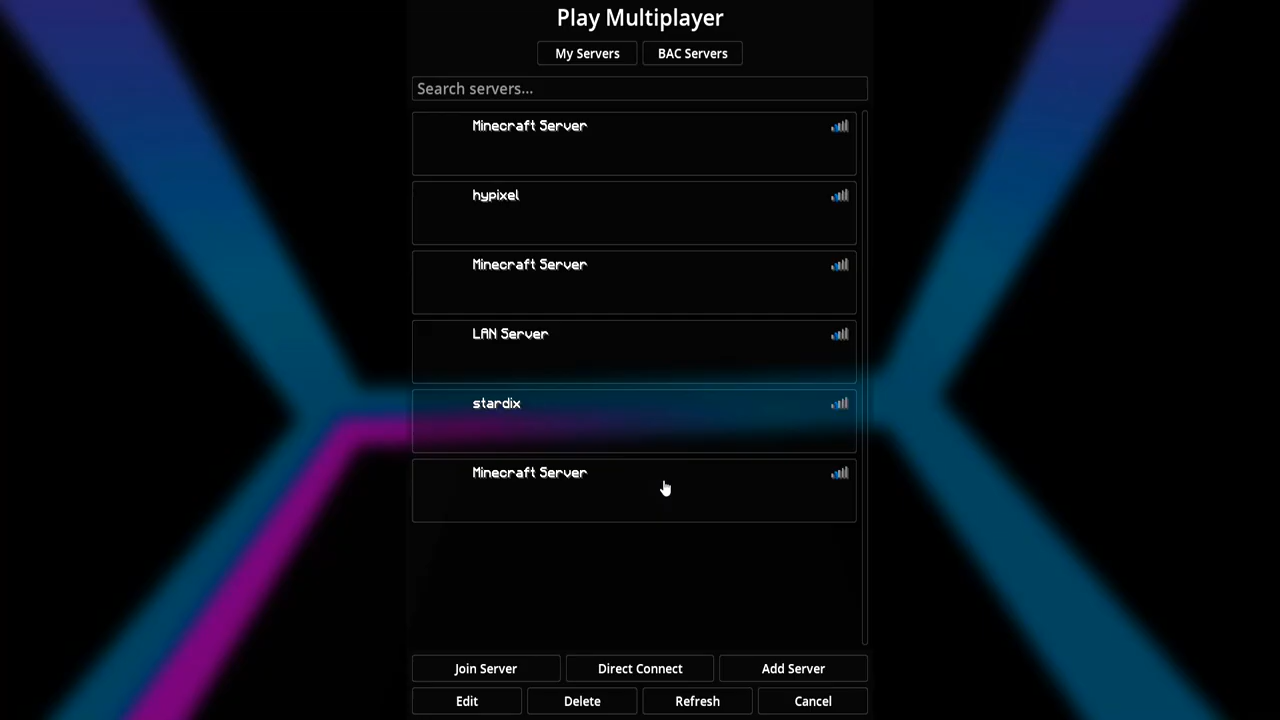 Play Multiplayer
My Servers BAC Servers
Search servers...
Minecraft Server
hypixel
Minecraft Server
LAN Server
stardix
Minecraft Server
Join Server Direct Connect Add Server
Edit Delete Refresh Cancel